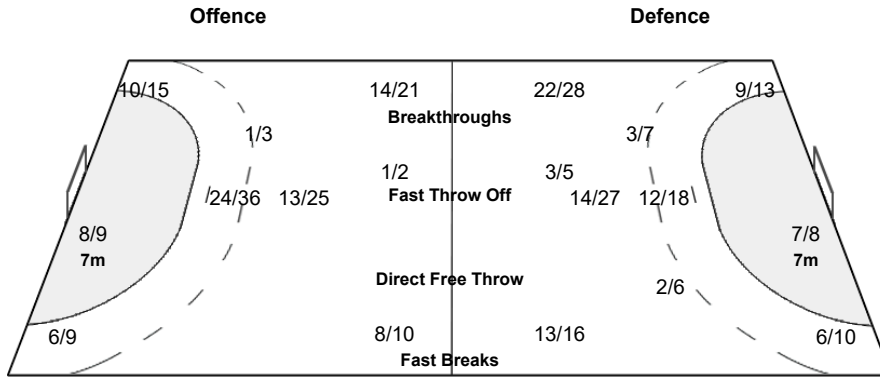 Offence Defence
10/15 14/21 22/28 9/13
Breakthroughs
1/3 3/7
1/2 3/5
24/36 13/25 Fast Throw Off 14/27 12/18
8/9 7/8
7m 7m
Direct Free Throw
2/6
6/9 8/10 13/16 6/10
Fast Breaks